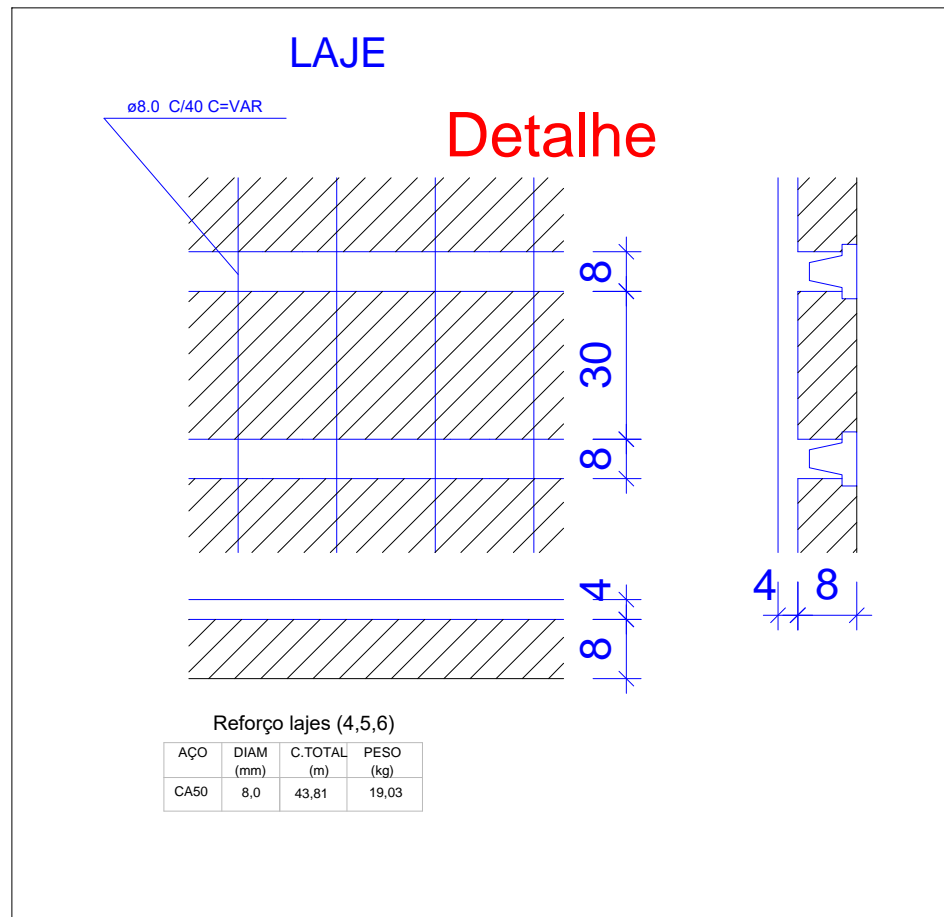 LAJE
ø8.0 C/40 C=VAR
Detalhe
8
30
8
4
8
4 8
Reforço lajes (4,5,6)
AÇO DIAM (mm) C.TOTAL (m) PESO (kg)
CA50 8,0 43,81 19,03